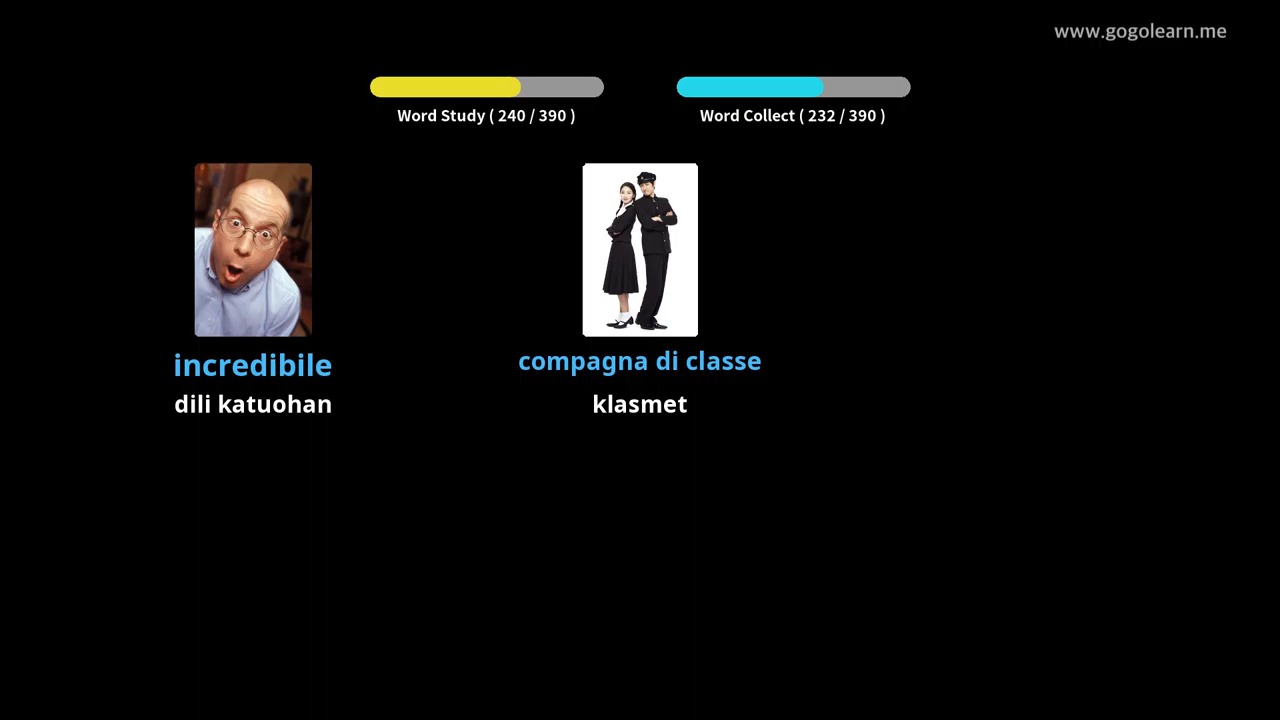 www.gogolearn.me
Word Study ( 240 / 390 )
Word Collect ( 232 / 390 )
incredibile
dili katuohan
compagna di classe
klasmet